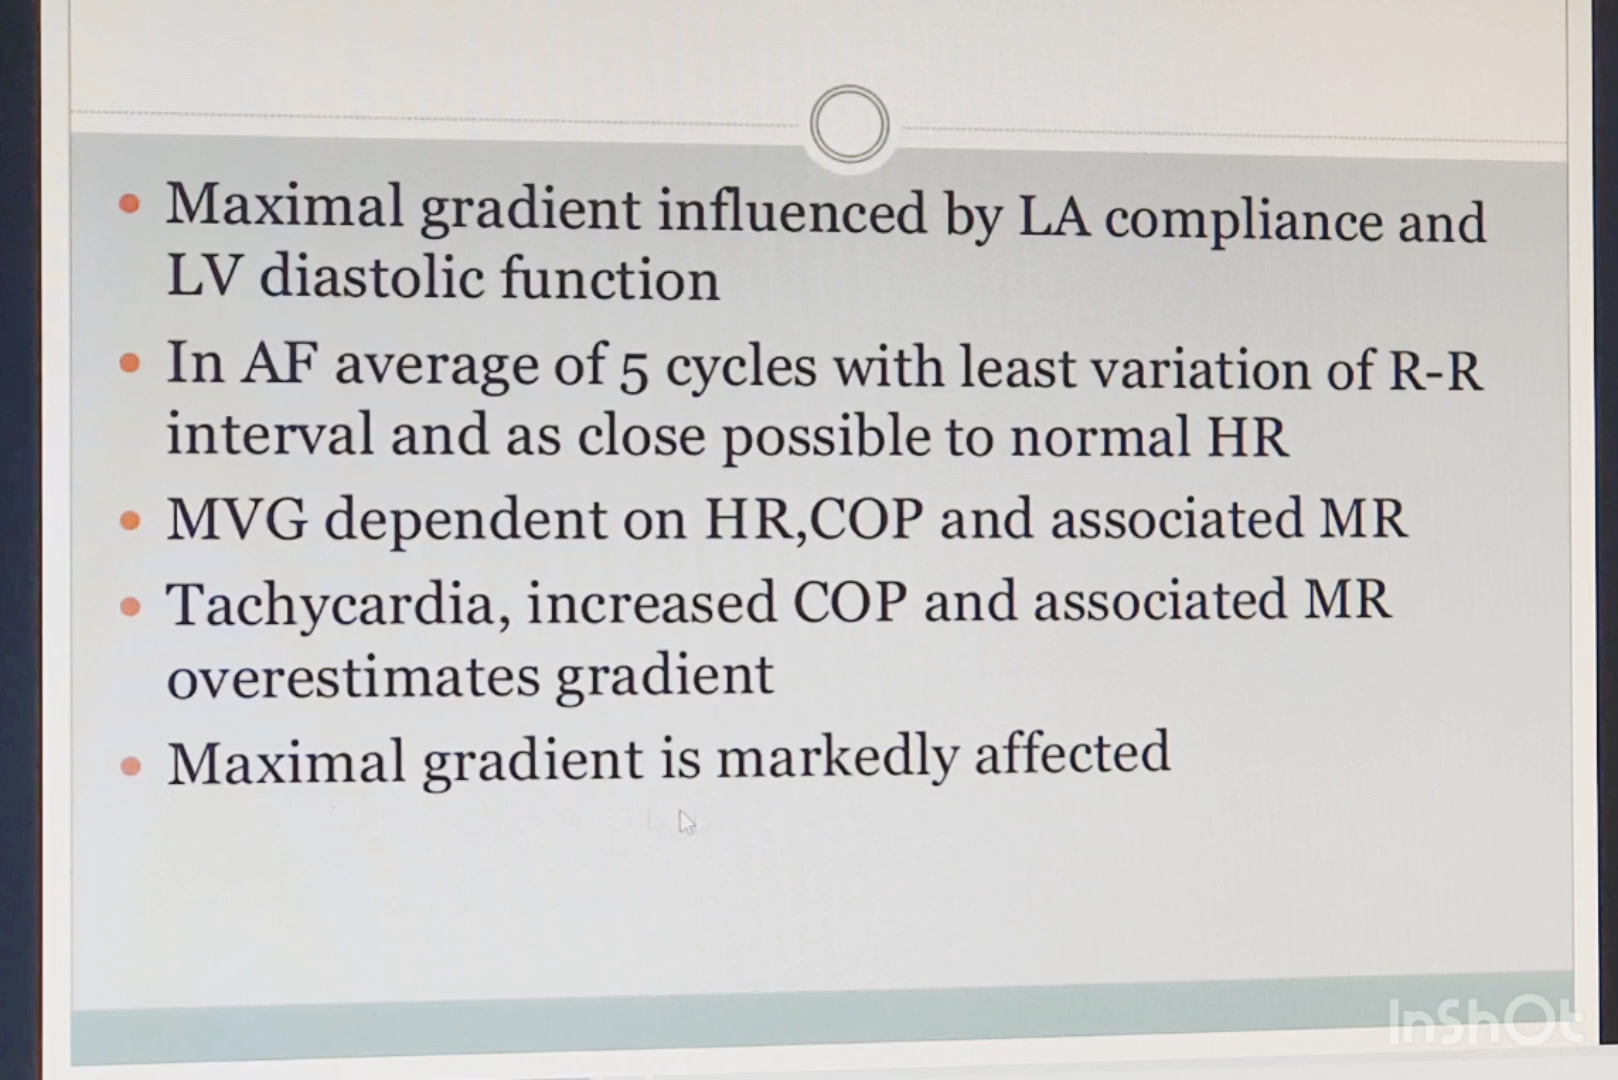 • Maximal gradient influenced by LA compliance and
LV diastolic function
• In AF average of 5 cycles with least variation of R-R
interval and as close possible to normal HR
• MVG dependent on HR,COP and associated MR
• Tachycardia, increased COP and associated MR
overestimates gradient
• Maximal gradient is markedly affected
InShOt